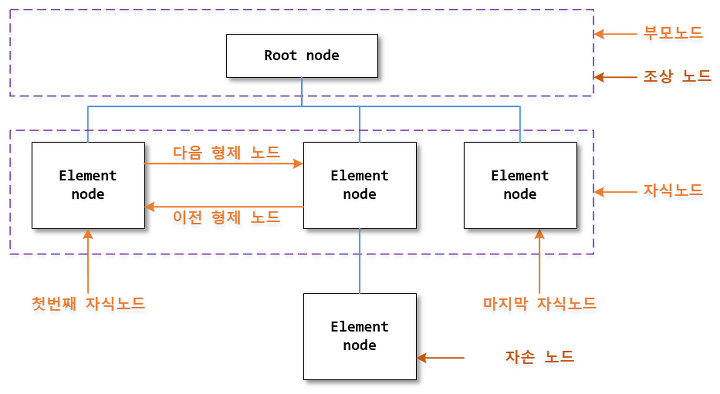 부모노드
Root node
조상 노드
다음 형제 노드
Element
node
Element
node
Element
node
자식노드
이전 형제 노드
첫번째 자식노드
마지막 자식노드
Element
node
자손 노드